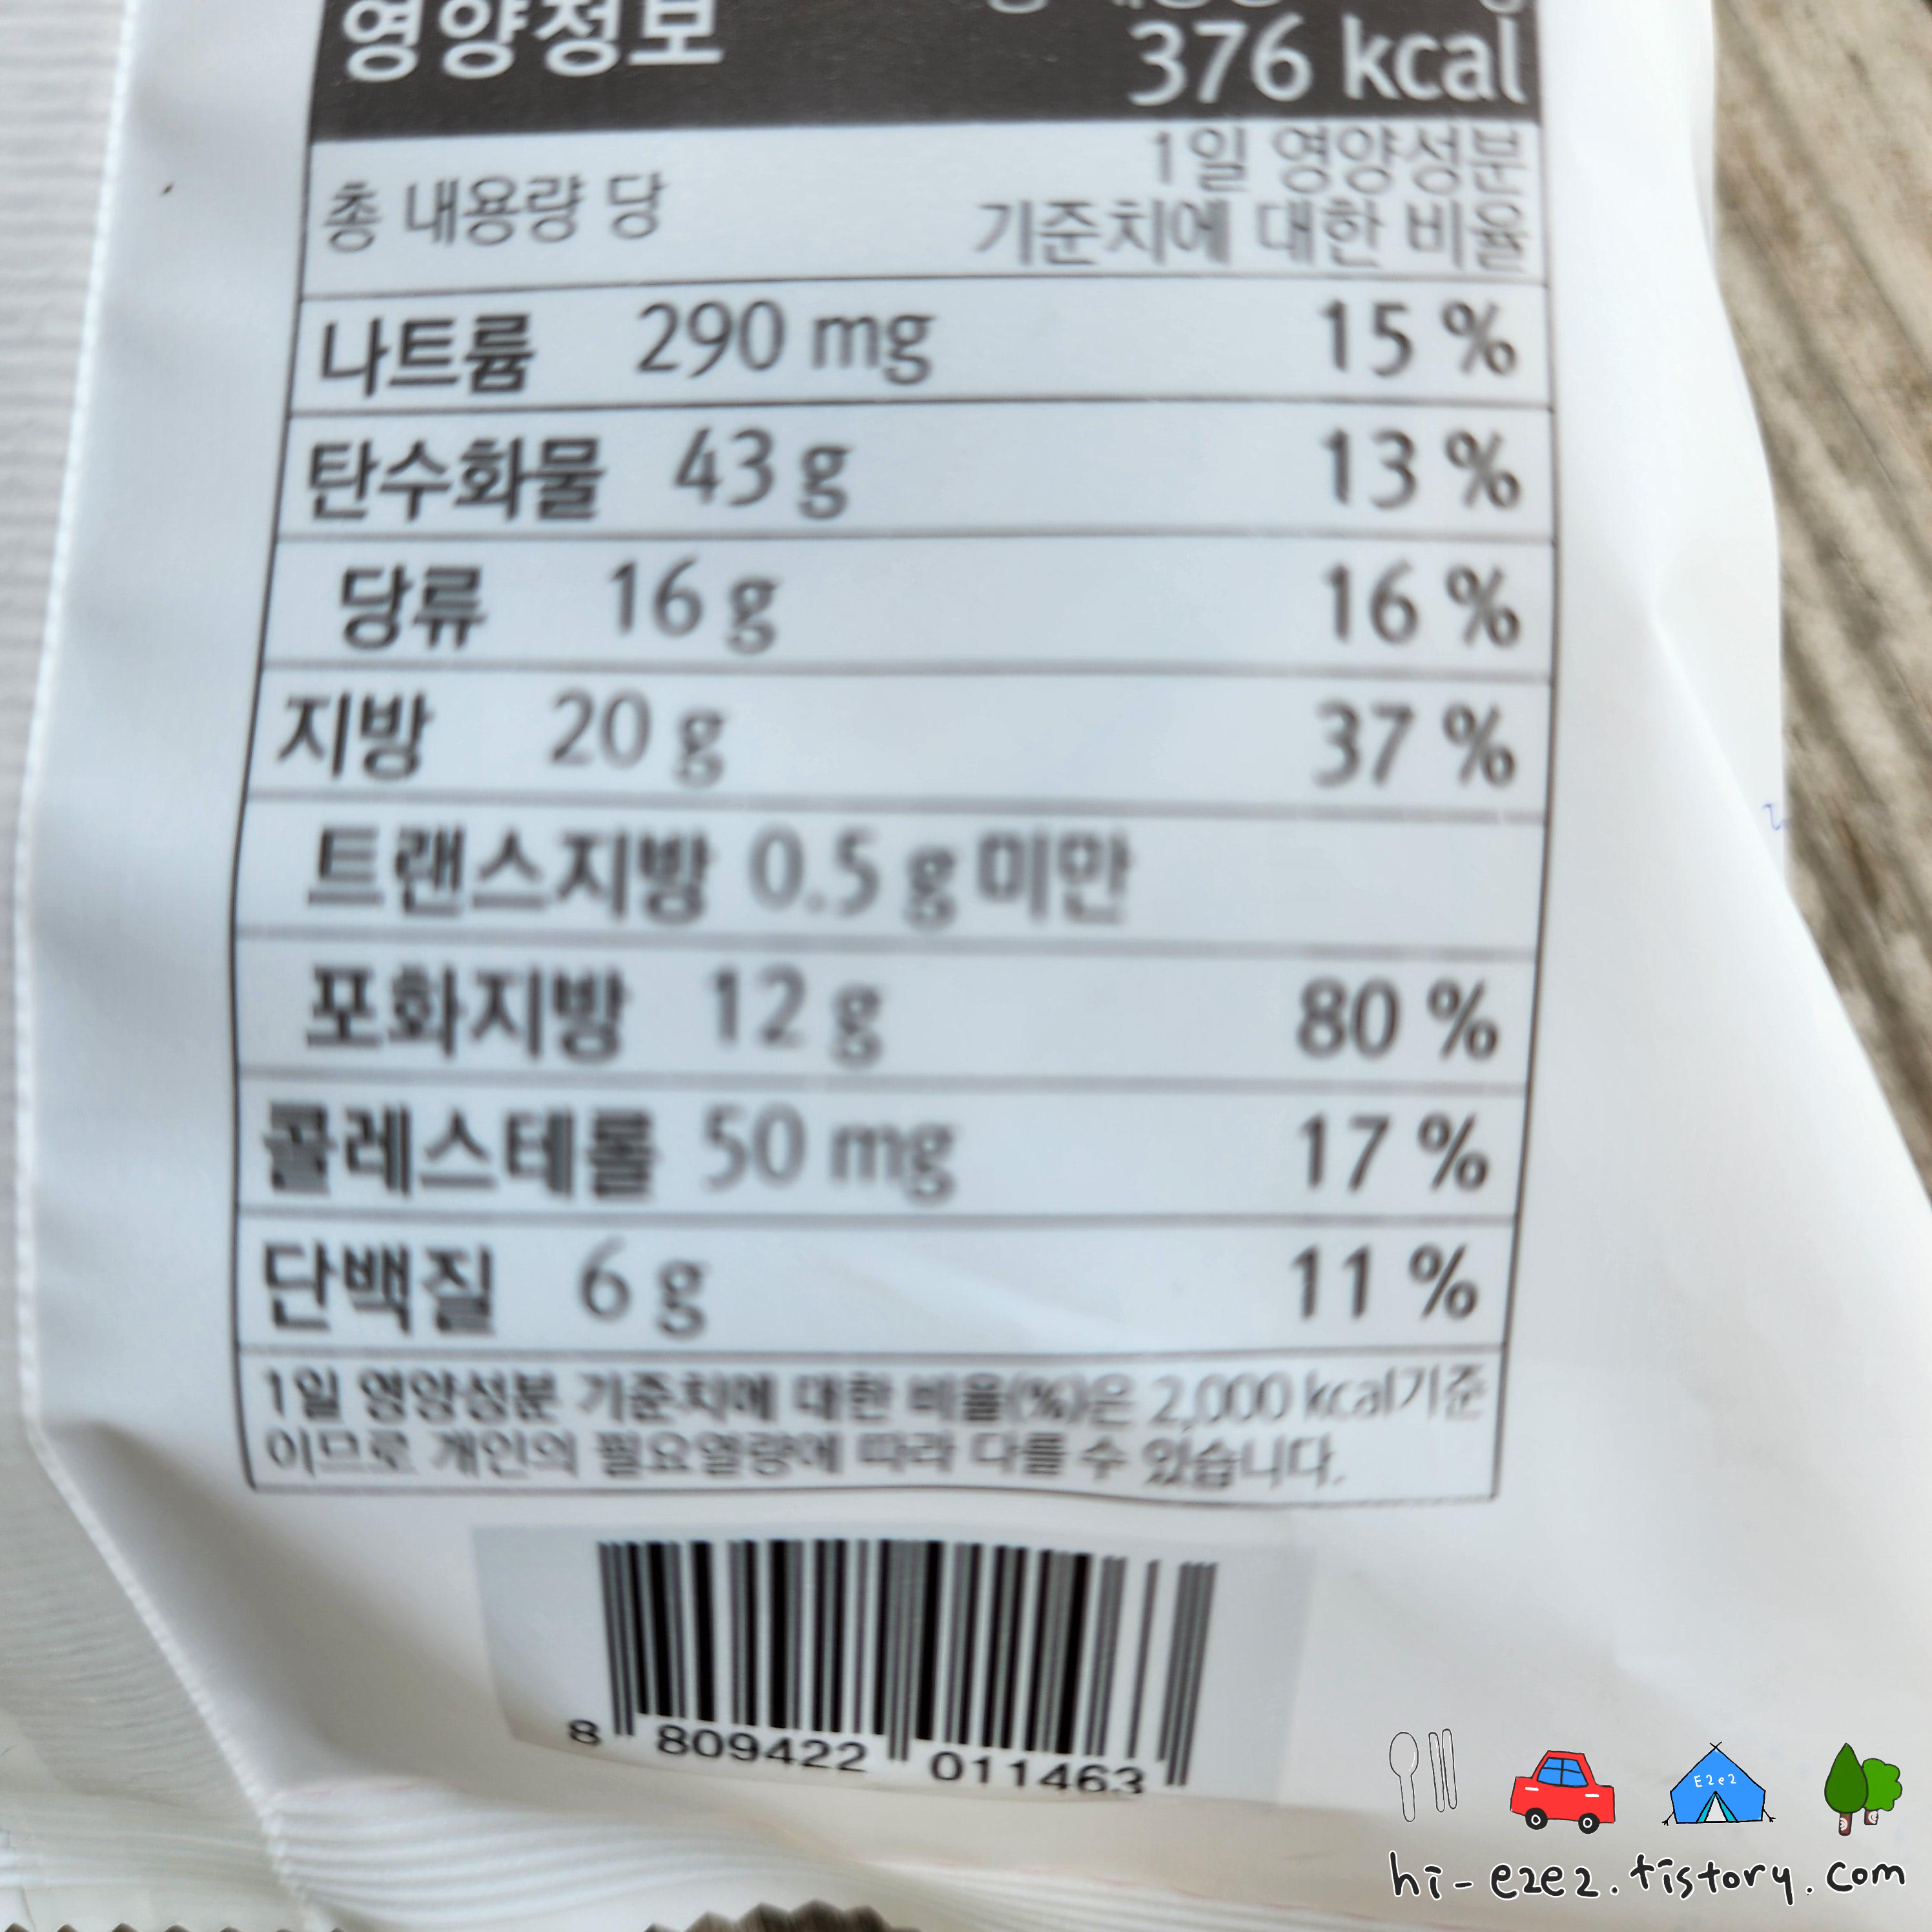 영양정보
376 kcal
총 내용량 당
1일 영양성분
기준치에 대한 비율
나트륨 290 mg 15 %
탄수화물 43 g 13 %
당류 16 g 16 %
지방 20 g 37 %
트랜스지방 0.5 g 미만
포화지방 12 g 80 %
콜레스테롤 50 mg 17 %
단백질 6 g 11 %
1일 영양성분 기준치에 대한 비율(%)은 2,000 kcal기준
이므로 개인의 필요열량에 따라 다를 수 있습니다.
8 809422 011463
E2e2
hi-e2e2.tistory.com